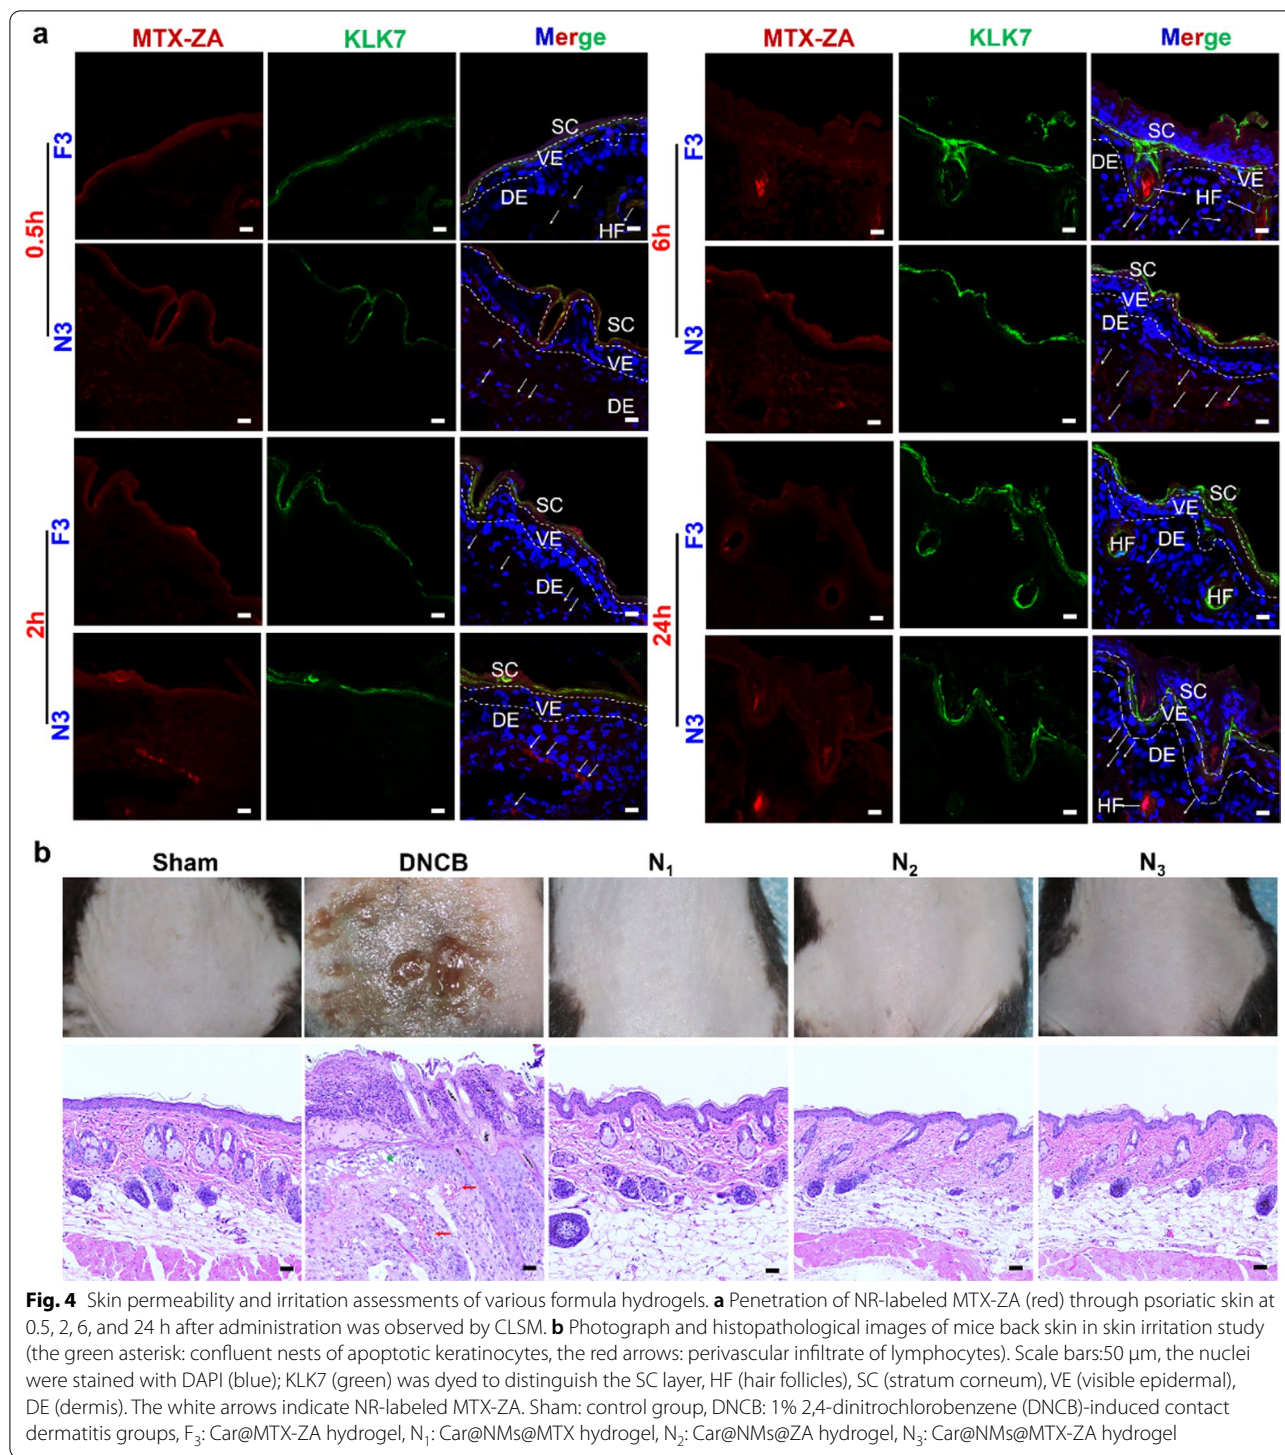 a
MTX-ZA KLK7 Merge MTX-ZA KLK7 Merge
0.5h
F3
SC
VE
DE
HF
N3
SC
VE
DE
2h
F3
SC
VE
DE
N3
SC
VE
DE
6h
F3
SC
DE
VE
HF
N3
SC
VE
DE
24h
F3
SC
VE
DE
HF
HF
N3
SC
VE
DE
HF
b
Sham DNCB N₁ N₂ N₃
Fig. 4 Skin permeability and irritation assessments of various formula hydrogels. a Penetration of NR-labeled MTX-ZA (red) through psoriatic skin at
0.5, 2, 6, and 24 h after administration was observed by CLSM. b Photograph and histopathological images of mice back skin in skin irritation study
(the green asterisk: confluent nests of apoptotic keratinocytes, the red arrows: perivascular infiltrate of lymphocytes). Scale bars:50 µm, the nuclei
were stained with DAPI (blue); KLK7 (green) was dyed to distinguish the SC layer, HF (hair follicles), SC (stratum corneum), VE (visible epidermal),
DE (dermis). The white arrows indicate NR-labeled MTX-ZA. Sham: control group, DNCB: 1% 2,4-dinitrochlorobenzene (DNCB)-induced contact
dermatitis groups, F₃: Car@MTX-ZA hydrogel, N₁: Car@NMs@MTX hydrogel, N₂: Car@NMs@ZA hydrogel, N₃: Car@NMs@MTX-ZA hydrogel